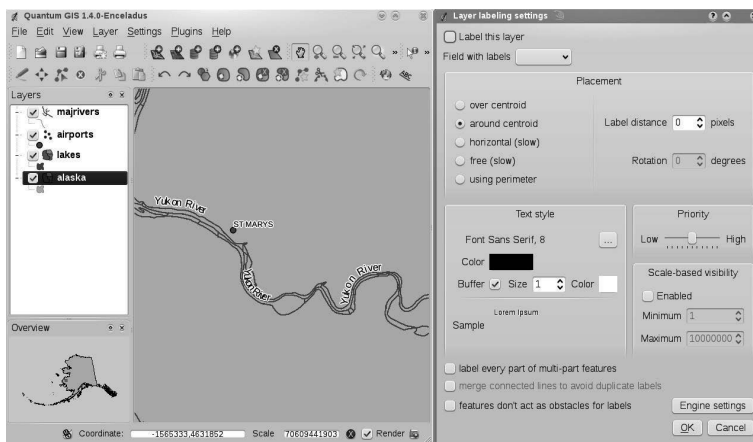 Quantum GIS 1.4.0-Enceladus
File Edit View Layer Settings Plugins Help
Layers
majrivers
airports
lakes
alaska
Overview
Yukon River
ST MARYS
Yukon River
Yukon River
Coordinate: -1565333,4631852 Scale 70609441903 Render
Layer labeling settings
Label this layer
Field with labels
Placement
over centroid
around centroid
horizontal (slow)
free (slow)
using perimeter
Label distance 0 pixels
Rotation 0 degrees
Text style
Font Sans Serif, 8 ...
Color
Buffer Size 1 Color
Lorem Ipsum
Sample
Priority
Low High
Scale-based visibility
Enabled
Minimum 1
Maximum 10000000
label every part of multi-part features
merge connected lines to avoid duplicate labels
features don't act as obstacles for labels
Engine settings
OK Cancel